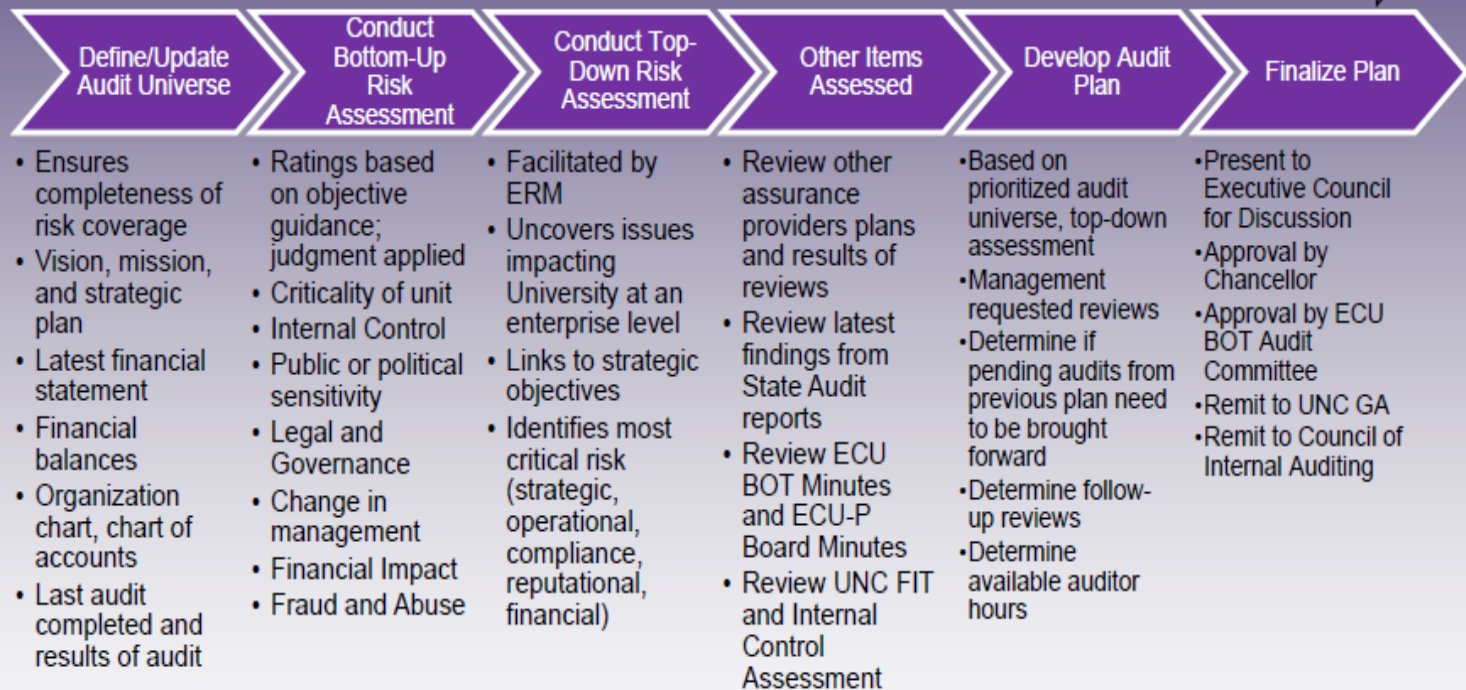 Define/Update
Audit Universe
Conduct
Bottom-Up
Risk
Assessment
Conduct Top-
Down Risk
Assessment
Other Items
Assessed
Develop Audit
Plan
Finalize Plan
• Ensures
completeness of
risk coverage
• Vision, mission,
and strategic
plan
• Latest financial
statement
• Financial
balances
• Organization
chart, chart of
accounts
• Last audit
completed and
results of audit
• Ratings based
on objective
guidance;
judgment applied
• Criticality of unit
• Internal Control
• Public or political
sensitivity
• Legal and
Governance
• Change in
management
• Financial Impact
• Fraud and Abuse
• Facilitated by
ERM
• Uncovers issues
impacting
University at an
enterprise level
• Links to strategic
objectives
• Identifies most
critical risk
(strategic,
operational,
compliance,
reputational,
financial)
• Review other
assurance
providers plans
and results of
reviews
• Review latest
findings from
State Audit
reports
• Review ECU
BOT Minutes
and ECU-P
Board Minutes
• Review UNC FIT
and Internal
Control
Assessment
•Based on
prioritized audit
universe, top-down
assessment
•Management
requested reviews
•Determine if
pending audits from
previous plan need
to be brought
forward
•Determine follow-
up reviews
•Determine
available auditor
hours
•Present to
Executive Council
for Discussion
•Approval by
Chancellor
•Approval by ECU
BOT Audit
Committee
•Remit to UNC GA
•Remit to Council of
Internal Auditing